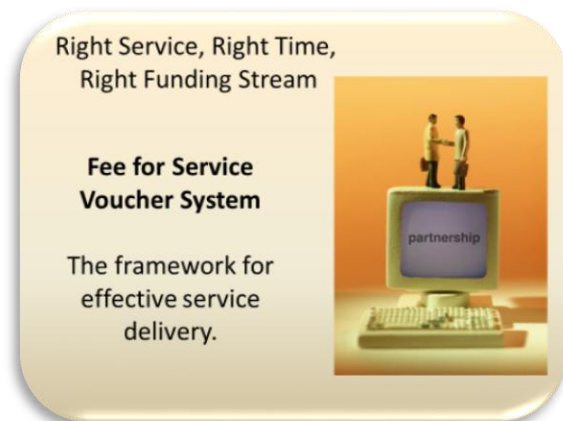 Right Service, Right Time,
Right Funding Stream
Fee for Service
Voucher System
The framework for
effective service
delivery.
partnership